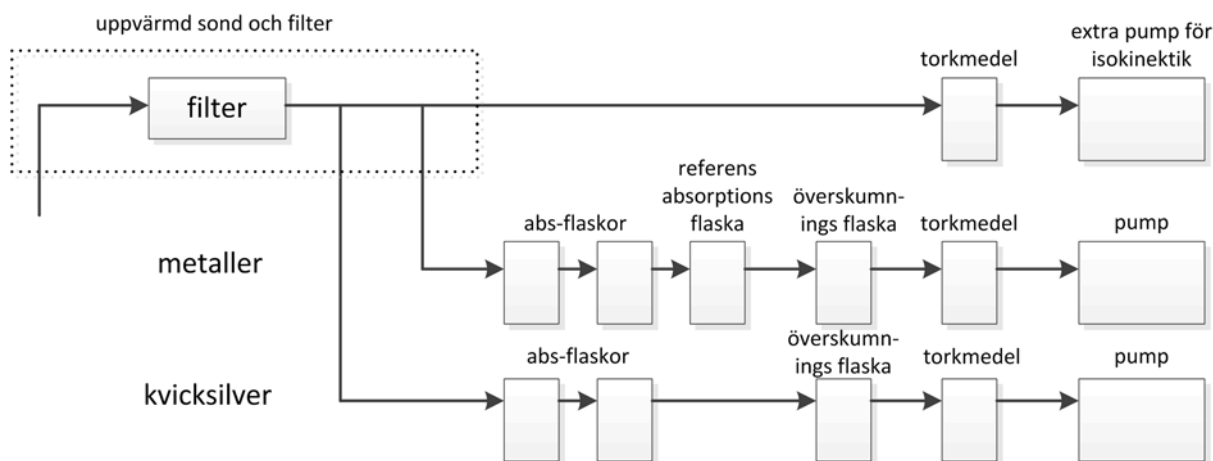 uppvärmd sond och filter
extra pump för
isokinektik
torkmedel
filter
referens
absorptions
flaska
överskumn-
ings flaska
abs-flaskor
torkmedel
pump
metaller
överskumn-
ings flaska
abs-flaskor
torkmedel
pump
kvicksilver